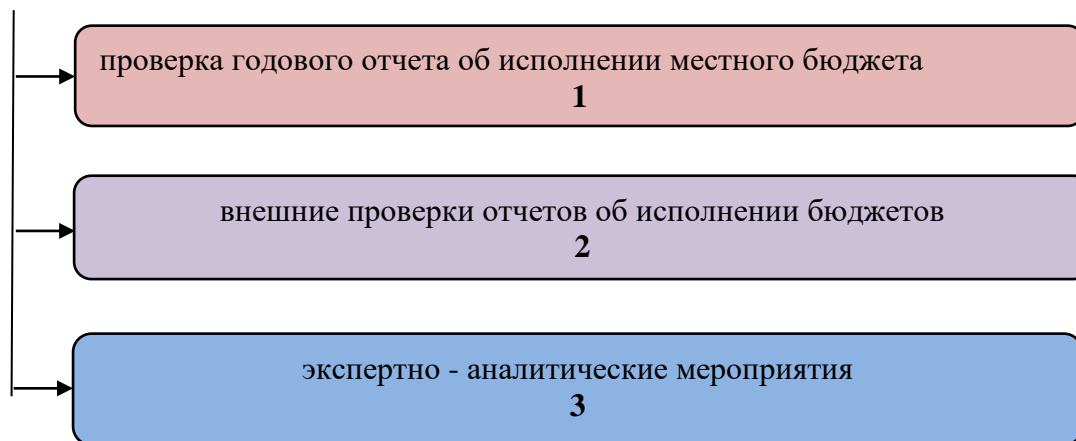 проверка годового отчета об исполнении местного бюджета
1
внешние проверки отчетов об исполнении бюджетов
2
экспертно - аналитические мероприятия
3